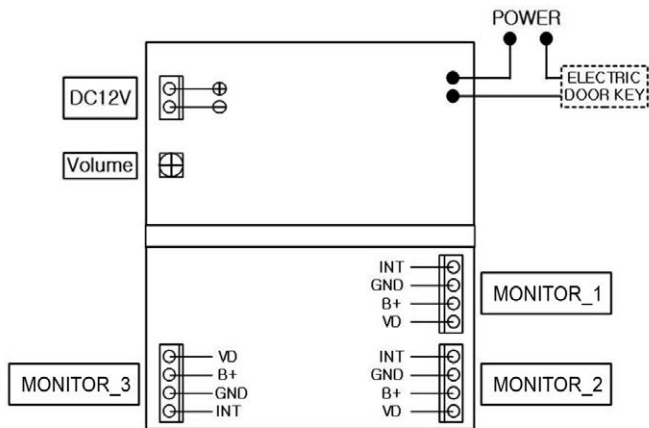 POWER
DC12V
ELECTRIC
DOOR KEY
Volume
INT
GND
B+
VD
MONITOR_1
MONITOR_3
VD
B+
GND
INT
INT
GND
B+
VD
MONITOR_2